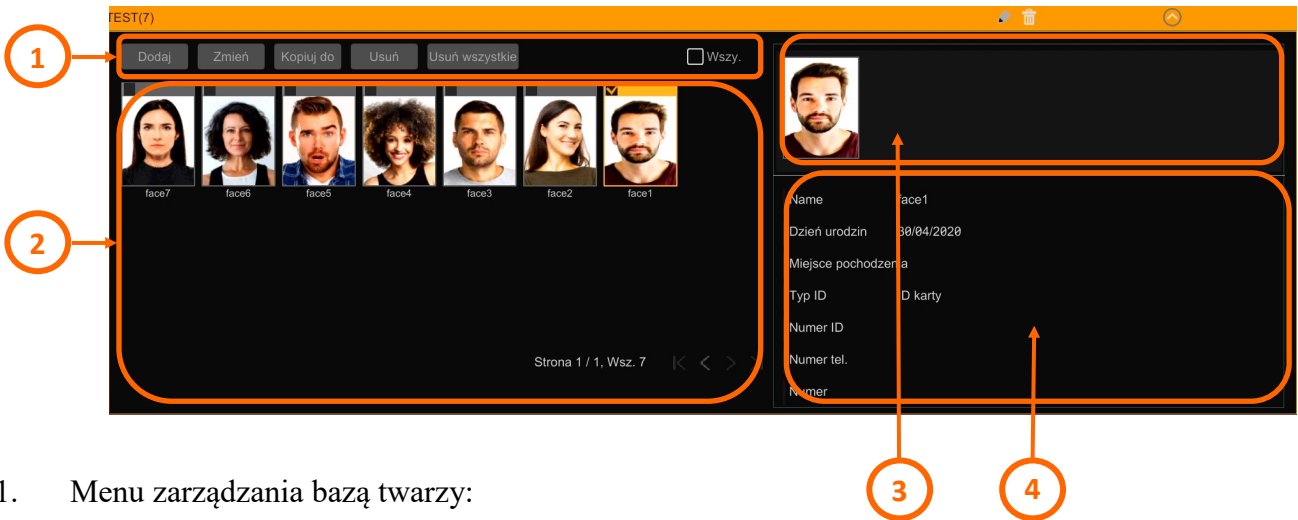 TEST(7)
1
Dodaj Zmień Kopiuj do Usuń Usuń wszystkie Wszy.
face7 face6 face5 face4 face3 face2 face1
2
Strona 1 / 1, Wsz. 7
Name face1
Dzień urodzin 30/04/2020
Miejsce pochodzenia
Typ ID ID karty
Numer ID
Numer tel.
Numer
3
4
1. Menu zarządzania bazą twarzy: